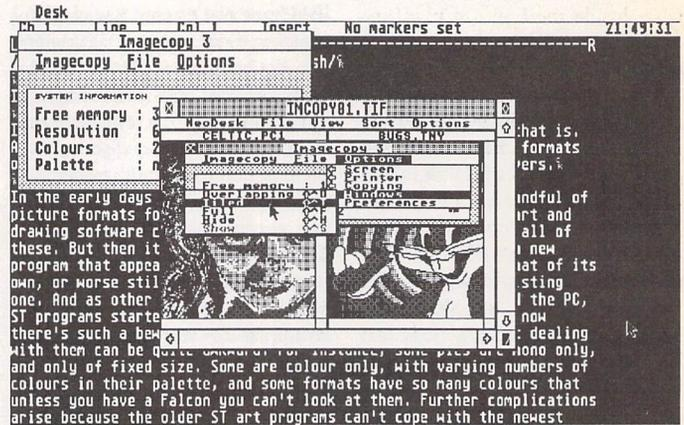 Desk
Ch 1 Line 1 Col 1 Insert No markers set 21:49:31
Imagecopy 3
R
Imagecopy File Options
SYSTEM INFORMATION
Free memory : 3
Resolution : 6
Colours : 2
Palette :
IMCOPY01.TIF
NeoDesk File View Sort Options
CELTIC.PC1 BUGS.TNY
Imagecopy 3
Imagecopy File Options
Screen
Printer
Copying
Windows
Preferences
Free memory :
Overlapping
Tiled
Full
Hide
Show
that is,
formats
vers.
In the early days ndful of
picture formats fo rt and
drawing software c all of
these. But then it new
program that appea at of its
own, or worse stil sting
one. And as other the PC,
ST programs starte now
there's such a bew dealing
with them can be quite awkward. For instance, some pics are mono only,
and only of fixed size. Some are colour only, with varying numbers of
colours in their palette, and some formats have so many colours that
unless you have a Falcon you can't look at them. Further complications
arise because the older ST art programs can't cope with the newest